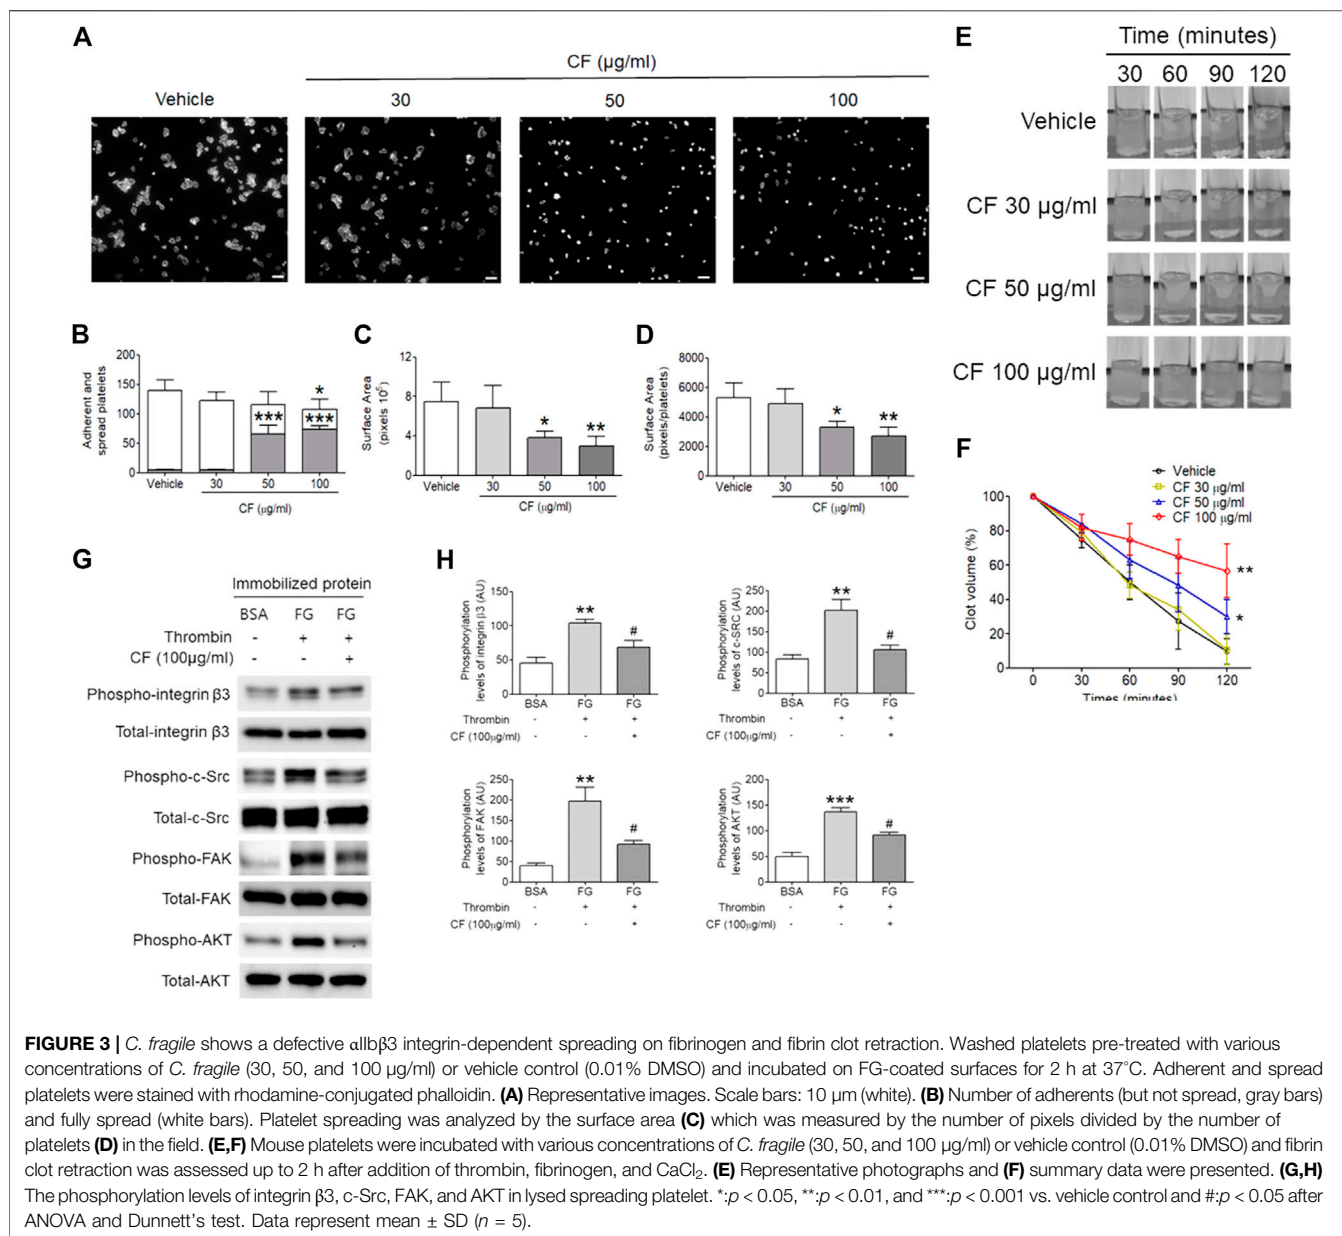 A
CF (µg/ml)
Vehicle 30 50 100
E
Time (minutes)
30 60 90 120
Vehicle
CF 30 µg/ml
CF 50 µg/ml
CF 100 µg/ml
B
Adherent and
spread platelets
200
150
100
50
0
***
*
***
Vehicle 30 50 100
CF (µg/ml)
C
Surface Area
(pixels 10⁵)
12
8
4
0
*
**
Vehicle 30 50 100
CF (µg/ml)
D
Surface Area
(pixels/platelets)
8000
6000
4000
2000
0
*
**
Vehicle 30 50 100
CF (µg/ml)
F
Vehicle
CF 30 µg/ml
CF 50 µg/ml
CF 100 µg/ml
Clot volume (%)
100
80
60
40
20
0
**
*
0 30 60 90 120
Times (minutes)
G
Immobilized protein
BSA FG FG
Thrombin - + +
CF (100µg/ml) - - +
Phospho-integrin β3
Total-integrin β3
Phospho-c-Src
Total-c-Src
Phospho-FAK
Total-FAK
Phospho-AKT
Total-AKT
H
Phosphorylation
levels of integrin β3 (AU)
150
100
50
0
**
#
BSA FG FG
Thrombin - + +
CF (100µg/ml) - - +
Phosphorylation
levels of c-SRC (AU)
250
200
150
100
50
0
**
#
BSA FG FG
Thrombin - + +
CF (100µg/ml) - - +
Phosphorylation
levels of FAK (AU)
250
200
150
100
50
0
**
#
BSA FG FG
Thrombin - + +
CF (100µg/ml) - - +
Phosphorylation
levels of AKT (AU)
200
150
100
50
0
***
#
BSA FG FG
Thrombin - + +
CF (100µg/ml) - - +
FIGURE 3 | C. fragile shows a defective αIIbβ3 integrin-dependent spreading on fibrinogen and fibrin clot retraction. Washed platelets pre-treated with various
concentrations of C. fragile (30, 50, and 100 µg/ml) or vehicle control (0.01% DMSO) and incubated on FG-coated surfaces for 2 h at 37°C. Adherent and spread
platelets were stained with rhodamine-conjugated phalloidin. (A) Representative images. Scale bars: 10 µm (white). (B) Number of adherents (but not spread, gray bars)
and fully spread (white bars). Platelet spreading was analyzed by the surface area (C) which was measured by the number of pixels divided by the number of
platelets (D) in the field. (E,F) Mouse platelets were incubated with various concentrations of C. fragile (30, 50, and 100 µg/ml) or vehicle control (0.01% DMSO) and fibrin
clot retraction was assessed up to 2 h after addition of thrombin, fibrinogen, and CaCl₂. (E) Representative photographs and (F) summary data were presented. (G,H)
The phosphorylation levels of integrin β3, c-Src, FAK, and AKT in lysed spreading platelet. *:p < 0.05, **:p < 0.01, and ***:p < 0.001 vs. vehicle control and #:p < 0.05 after
ANOVA and Dunnett's test. Data represent mean ± SD (n = 5).